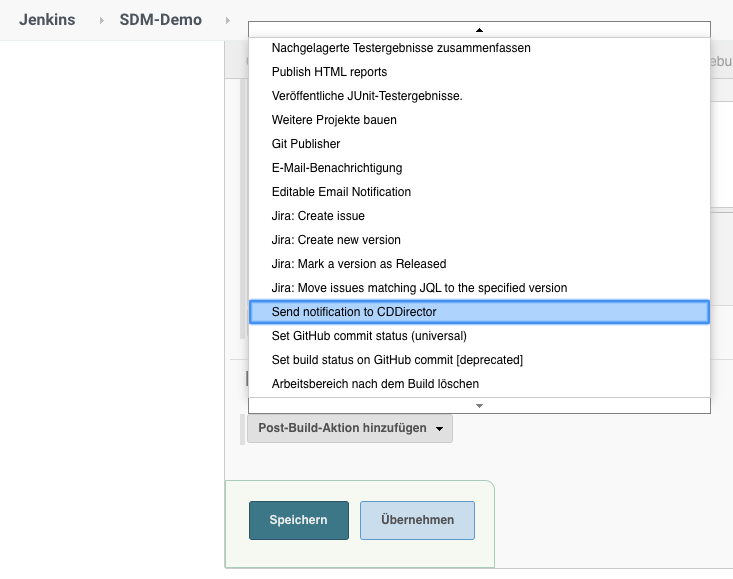 Jenkins SDM-Demo
Nachgelagerte Testergebnisse zusammenfassen
Publish HTML reports
Veröffentliche JUnit-Testergebnisse.
Weitere Projekte bauen
Git Publisher
E-Mail-Benachrichtigung
Editable Email Notification
Jira: Create issue
Jira: Create new version
Jira: Mark a version as Released
Jira: Move issues matching JQL to the specified version
Send notification to CDDirector
Set GitHub commit status (universal)
Set build status on GitHub commit [deprecated]
Arbeitsbereich nach dem Build löschen
Post-Build-Aktion hinzufügen
Speichern Übernehmen